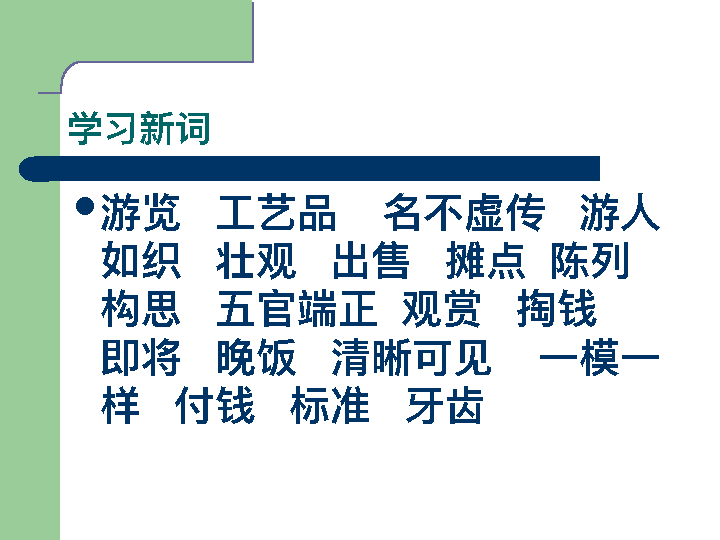 学习新词
游览 工艺品 名不虚传 游人
如织 壮观 出售 摊点 陈列
构思 五官端正 观赏 掏钱
即将 晚饭 清晰可见 一模一
样 付钱 标准 牙齿